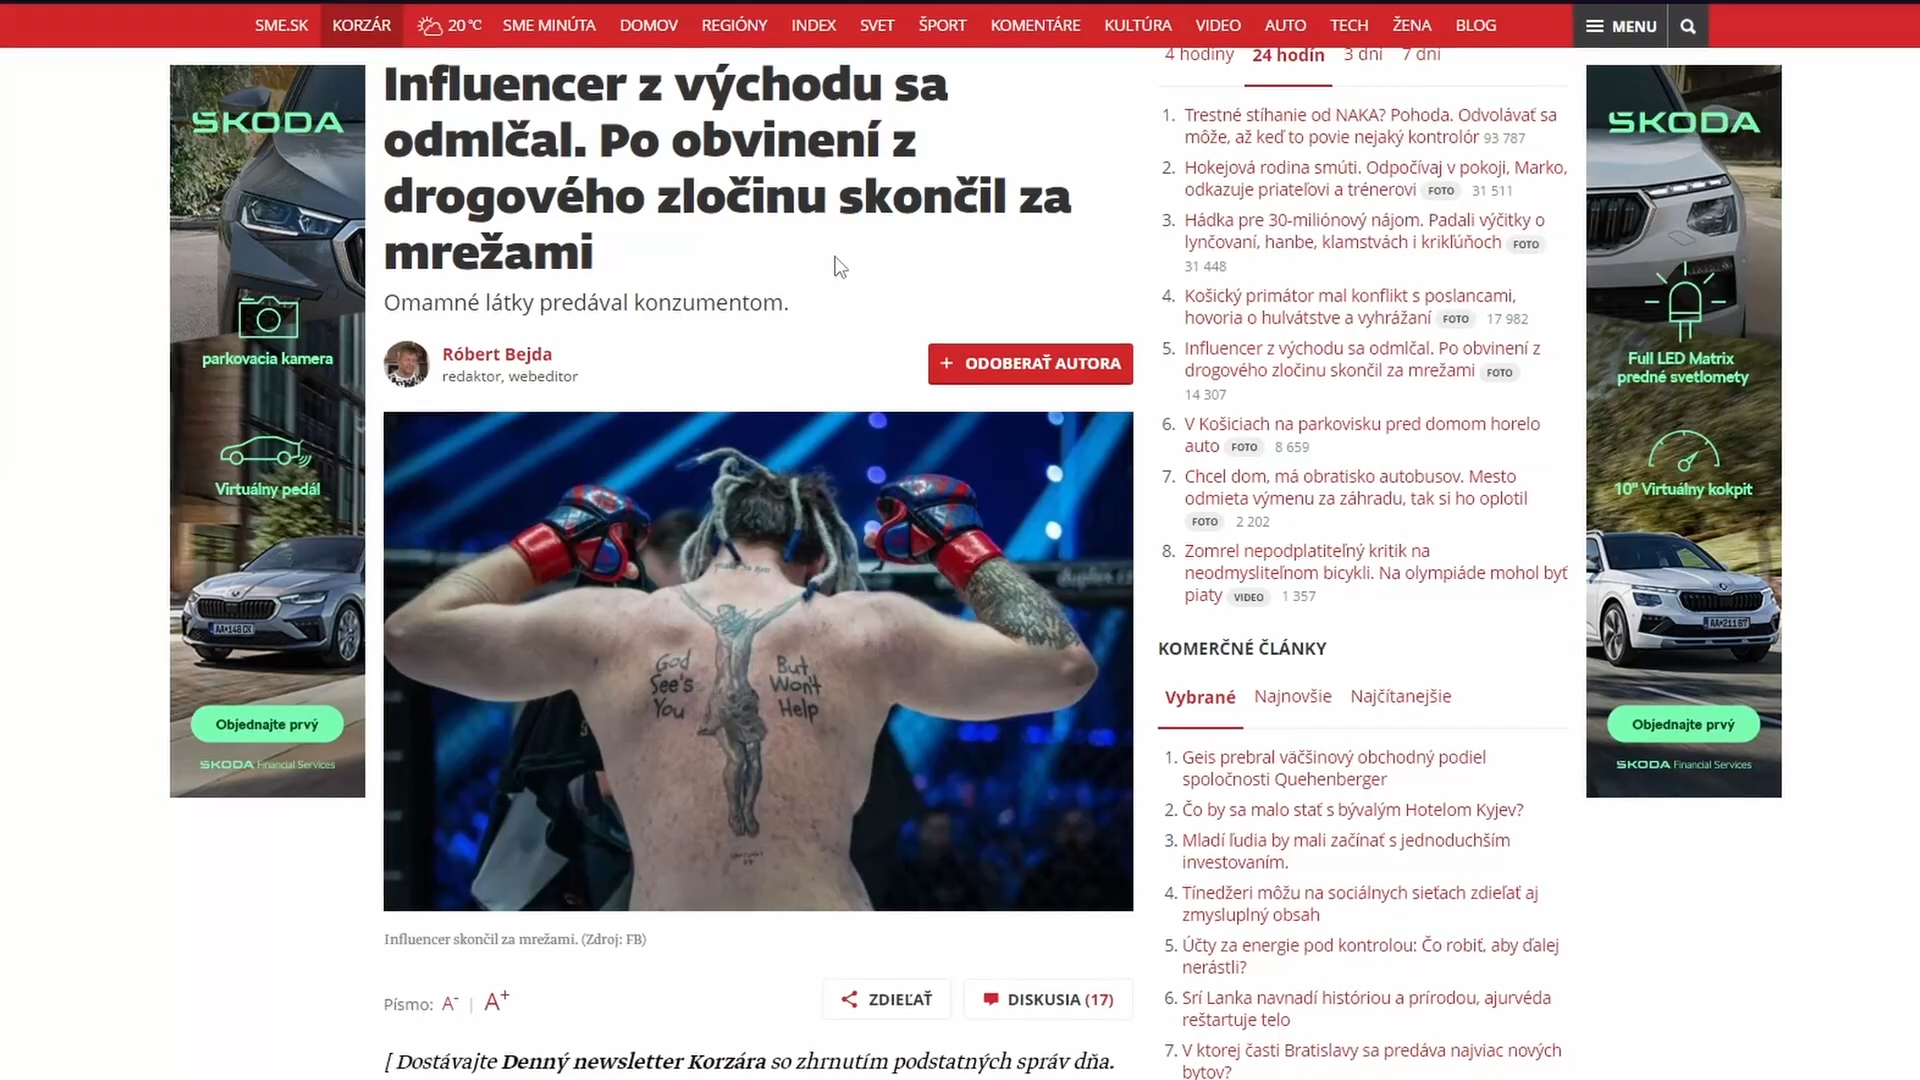 SME.SK KORZÁR 20 °C SME MINÚTA DOMOV REGIÓNY INDEX SVET ŠPORT KOMENTÁRE KULTÚRA VIDEO AUTO TECH ŽENA BLOG MENU
Influencer z východu sa
odmlčal. Po obvinení z
drogového zločinu skončil za
mrežami
Omamné látky predával konzumentom.
Róbert Bejda
redaktor, webeditor
+ ODOBERAŤ AUTORA
God
See's
You
But
Won't
Help
Influencer skončil za mrežami. (Zdroj: FB)
Písmo: A- | A+
ZDIEĽAŤ
DISKUSIA (17)
[ Dostávajte Denný newsletter Korzára so zhrnutím podstatných správ dňa.
4 hodiny 24 hodín 3 dni 7 dní
1. Trestné stíhanie od NAKA? Pohoda. Odvolávať sa
môže, až keď to povie nejaký kontrolór 93 787
2. Hokejová rodina smúti. Odpočívaj v pokoji, Marko,
odkazuje priateľovi a trénerovi FOTO 31 511
3. Hádka pre 30-miliónový nájom. Padali výčitky o
lynčovaní, hanbe, klamstvách i krikľúňoch FOTO
31 448
4. Košický primátor mal konflikt s poslancami,
hovoria o hulvátstve a vyhrážaní FOTO 17 982
5. Influencer z východu sa odmlčal. Po obvinení z
drogového zločinu skončil za mrežami FOTO
14 307
6. V Košiciach na parkovisku pred domom horelo
auto FOTO 8 659
7. Chcel dom, má obratisko autobusov. Mesto
odmieta výmenu za záhradu, tak si ho oplotil
FOTO 2 202
8. Zomrel nepodplatiteľný kritik na
neodmysliteľnom bicykli. Na olympiáde mohol byť
piaty VIDEO 1 357
KOMERČNÉ ČLÁNKY
Vybrané Najnovšie Najčítanejšie
1. Geis prebral väčšinový obchodný podiel
spoločnosti Quehenberger
2. Čo by sa malo stať s bývalým Hotelom Kyjev?
3. Mladí ľudia by mali začínať s jednoduchším
investovaním.
4. Tínedžeri môžu na sociálnych sieťach zdieľať aj
zmysluplný obsah
5. Účty za energie pod kontrolou: Čo robiť, aby ďalej
nerástli?
6. Srí Lanka navnadí históriou a prírodou, ajurvéda
reštartuje telo
7. V ktorej časti Bratislavy sa predáva najviac nových
bytov?
ŠKODA
parkovacia kamera
Virtuálny pedál
AA·148CX
Objednajte prvý
ŠKODA Financial Services
ŠKODA
Full LED Matrix
predné svetlomety
10" Virtuálny kokpit
AA·211BT
Objednajte prvý
ŠKODA Financial Services